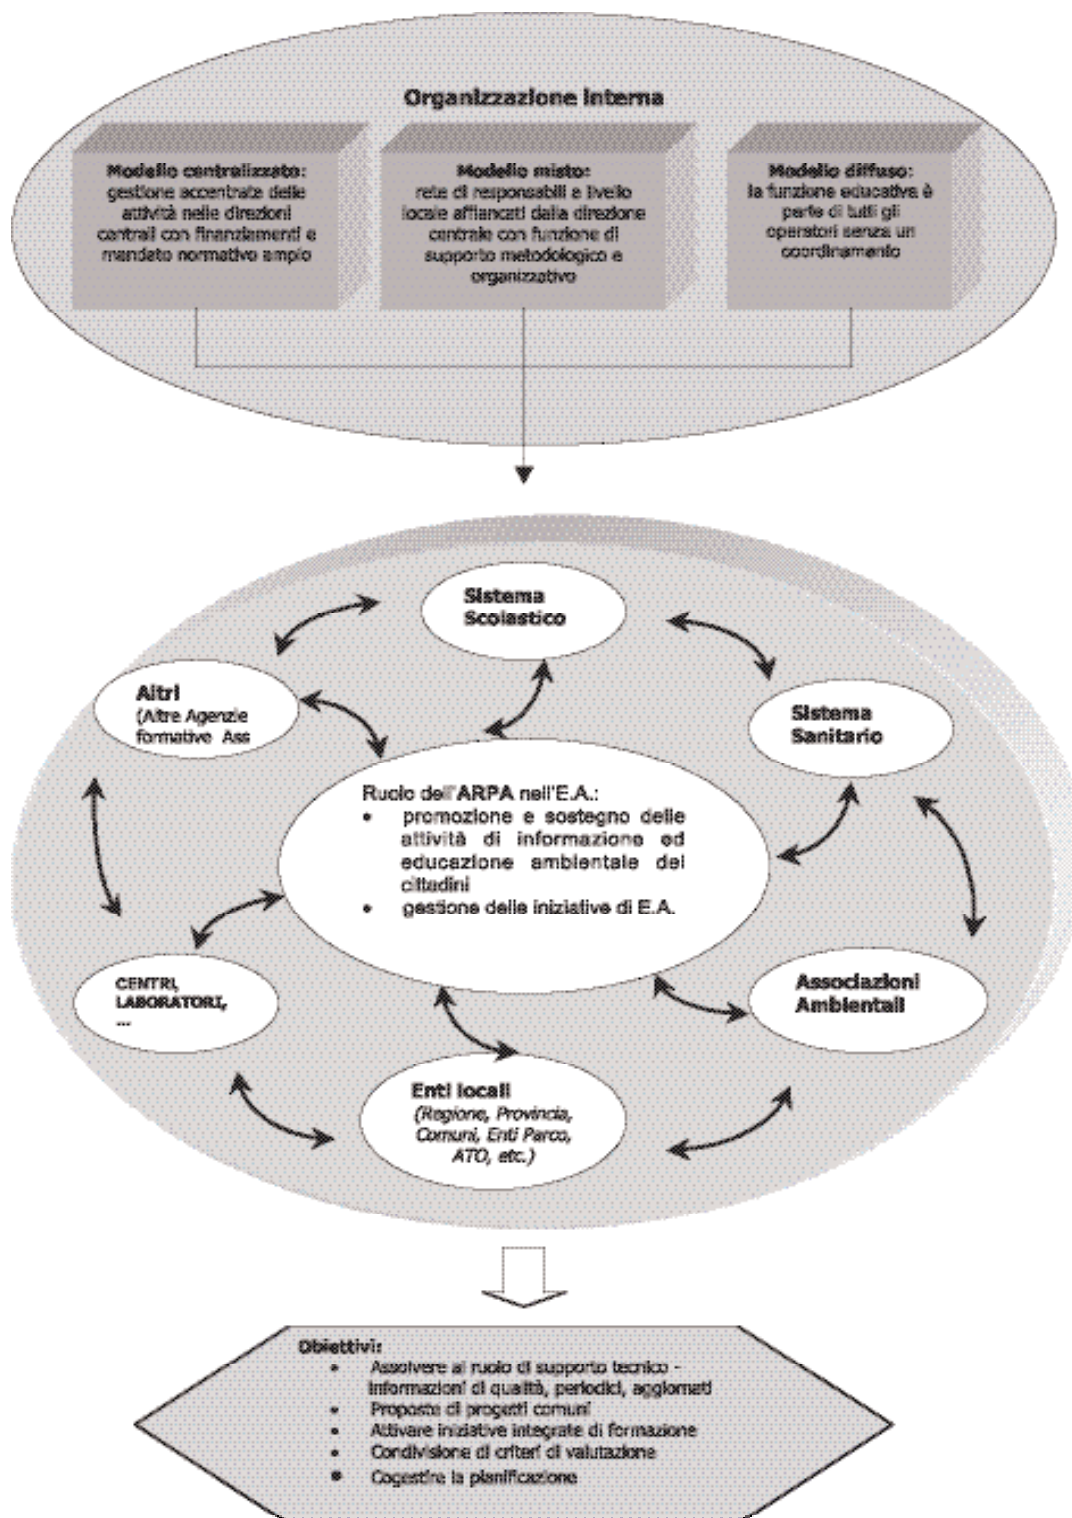 Organizzazione interna
Modello centralizzato:
gestione accentrata delle
attività nelle direzioni
centrali con finanziamenti e
mandato normativo ampio
Modello misto:
rete di responsabili a livello
locale affiancati dalla direzione
centrale con funzione di
supporto metodologico e
organizzativo
Modello diffuso:
la funzione educativa è
parte di tutti gli
operatori senza un
coordinamento
Sistema
Scolastico
Altri
(Altre Agenzie
formative Ass
Sistema
Sanitario
Ruolo dell'ARPA nell'E.A.:
• promozione e sostegno delle
attività di informazione ed
educazione ambientale dei
cittadini
• gestione delle iniziative di E.A.
CENTRI,
LABORATORI,
...
Associazioni
Ambientali
Enti locali
(Regione, Provincia,
Comuni, Enti Parco,
ATO, etc.)
Obiettivi:
• Assolvere al ruolo di supporto tecnico -
informazioni di qualità, periodici, aggiornati
• Proposte di progetti comuni
• Attivare iniziative integrate di formazione
• Condivisione di criteri di valutazione
• Cogestire la pianificazione